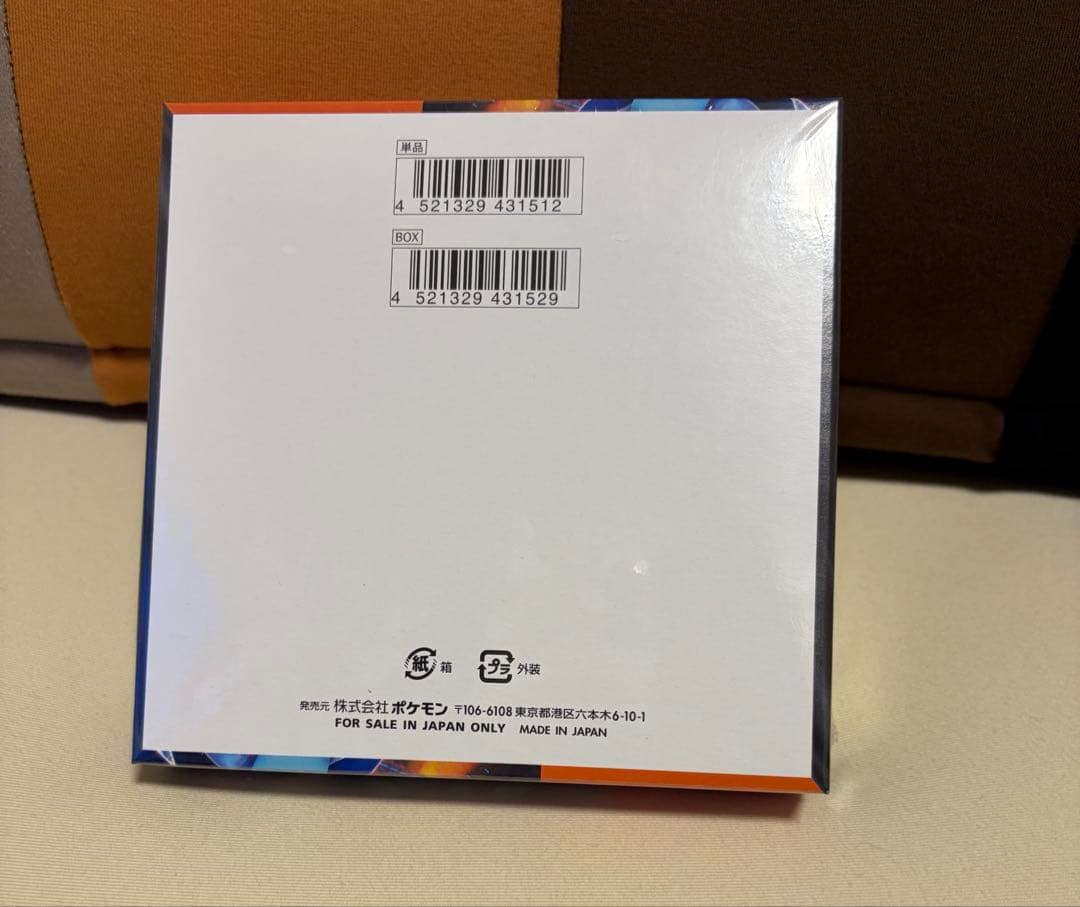 単品
4 521329 431512
BOX
4 521329 431529
紙 箱 プラ 外装
発売元 株式会社 ポケモン 〒106-6108 東京都港区六本木6-10-1
FOR SALE IN JAPAN ONLY MADE IN JAPAN